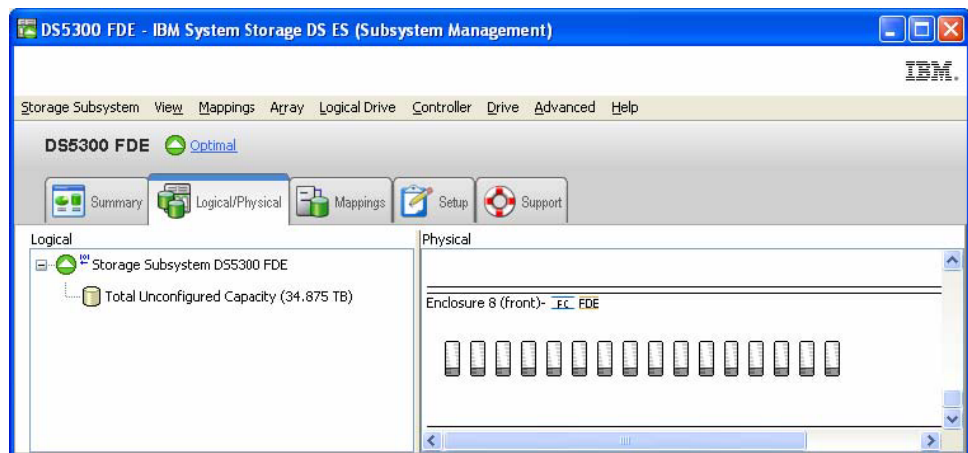 DS5300 FDE - IBM System Storage DS ES (Subsystem Management)
IBM.
Storage Subsystem View Mappings Array Logical Drive Controller Drive Advanced Help
DS5300 FDE Optimal
Summary Logical/Physical Mappings Setup Support
Logical
Storage Subsystem DS5300 FDE
Total Unconfigured Capacity (34.875 TB)
Physical
Enclosure 8 (front)- FC FDE